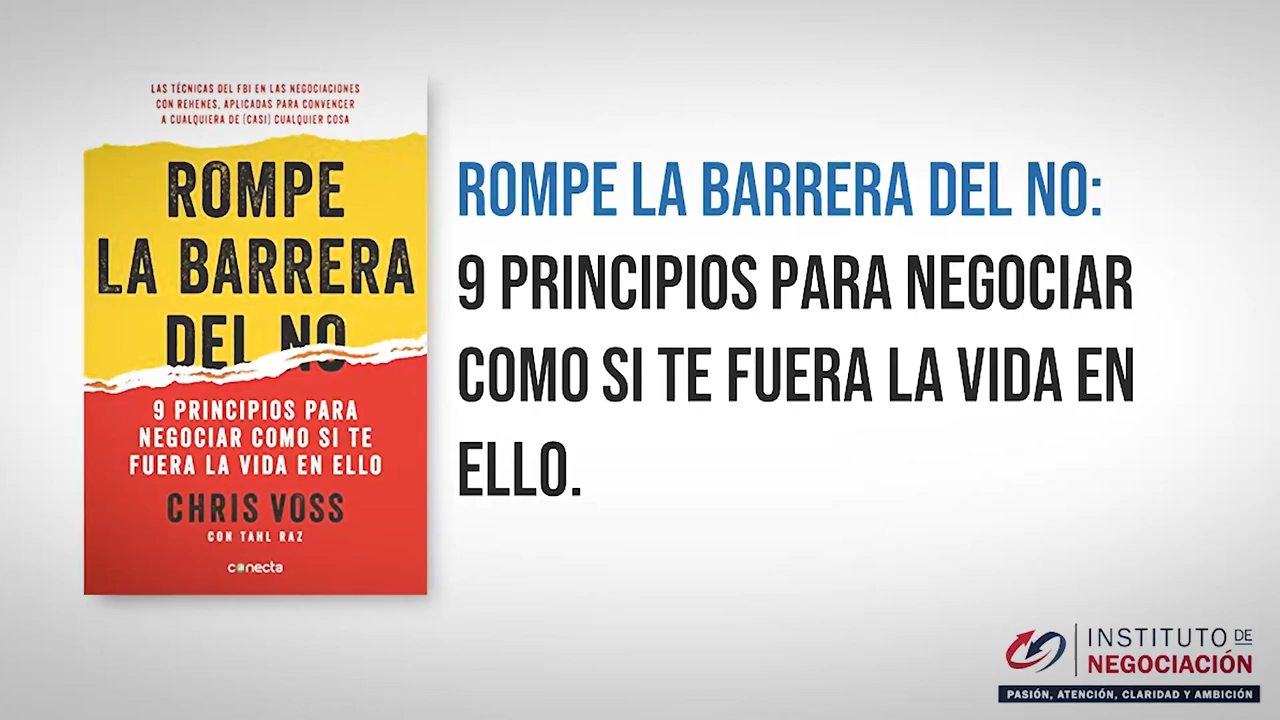 LAS TÉCNICAS DEL FBI EN LAS NEGOCIACIONES
CON REHENES, APLICADAS PARA CONVENCER
A CUALQUIERA DE (CASI) CUALQUIER COSA
ROMPE
LA BARRERA
DEL NO
9 PRINCIPIOS PARA
NEGOCIAR COMO SI TE
FUERA LA VIDA EN ELLO
CHRIS VOSS
CON TAHL RAZ
conecta
ROMPE LA BARRERA DEL NO:
9 PRINCIPIOS PARA NEGOCIAR
COMO SI TE FUERA LA VIDA EN
ELLO.
INSTITUTO DE
NEGOCIACIÓN
PASIÓN, ATENCIÓN, CLARIDAD Y AMBICIÓN